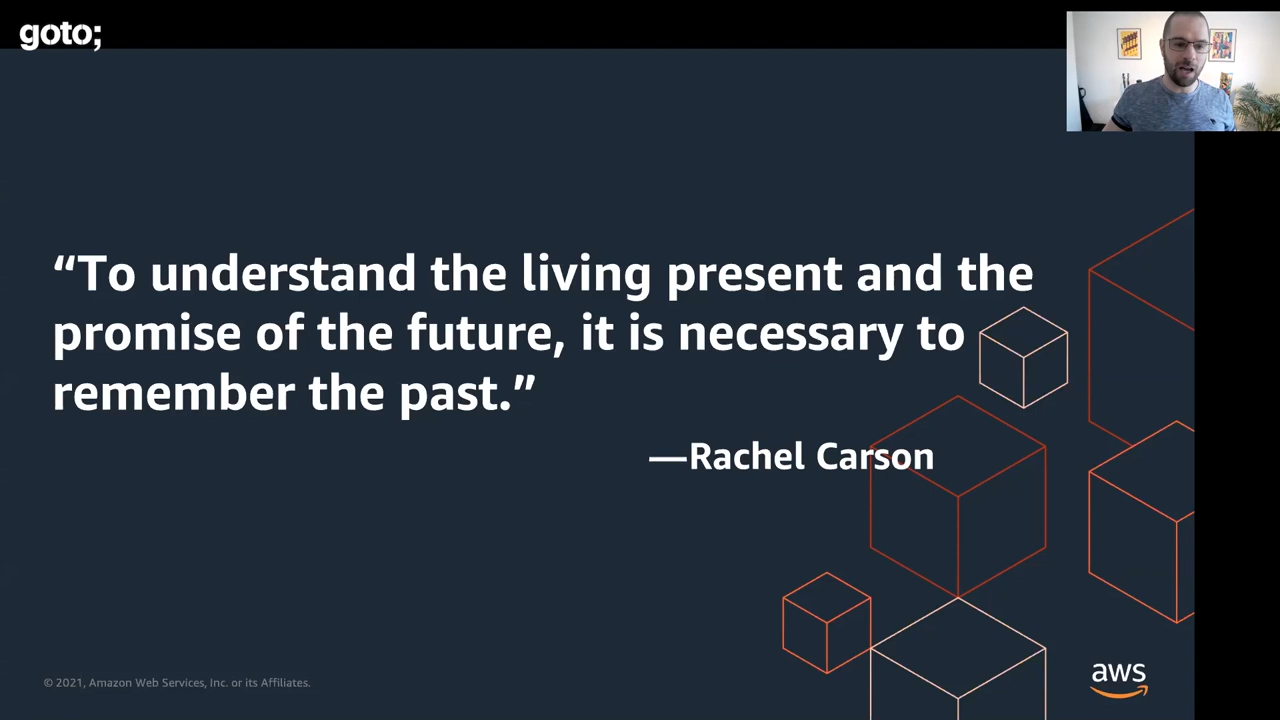 goto;
“To understand the living present and the
promise of the future, it is necessary to
remember the past.”
—Rachel Carson
© 2021, Amazon Web Services, Inc. or its Affiliates.
aws